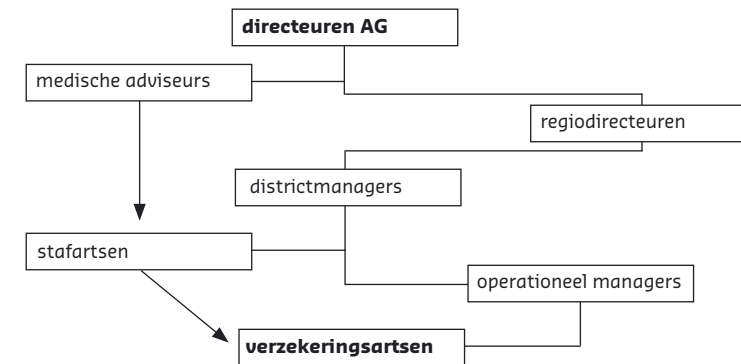 directeuren AG
medische adviseurs
regiodirecteuren
districtmanagers
stafartsen
operationeel managers
verzekeringsartsen